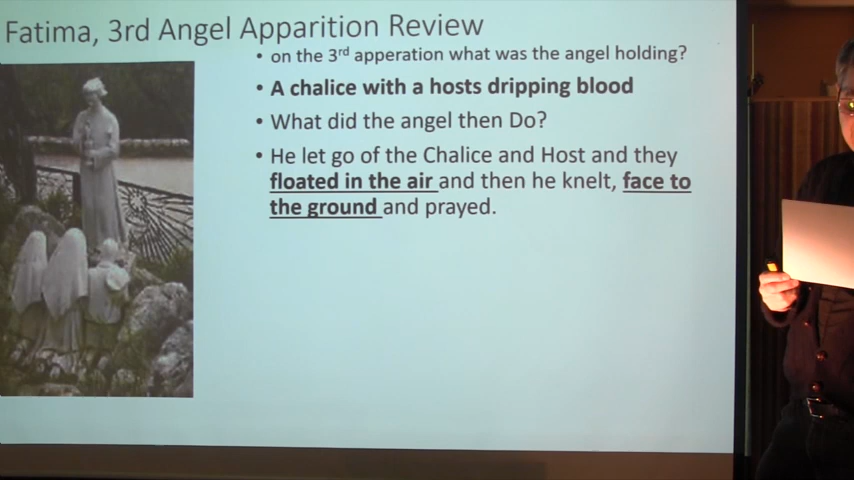 Fatima, 3rd Angel Apparition Review
• on the 3rd apperation what was the angel holding?
• A chalice with a hosts dripping blood
• What did the angel then Do?
• He let go of the Chalice and Host and they
floated in the air and then he knelt, face to
the ground and prayed.